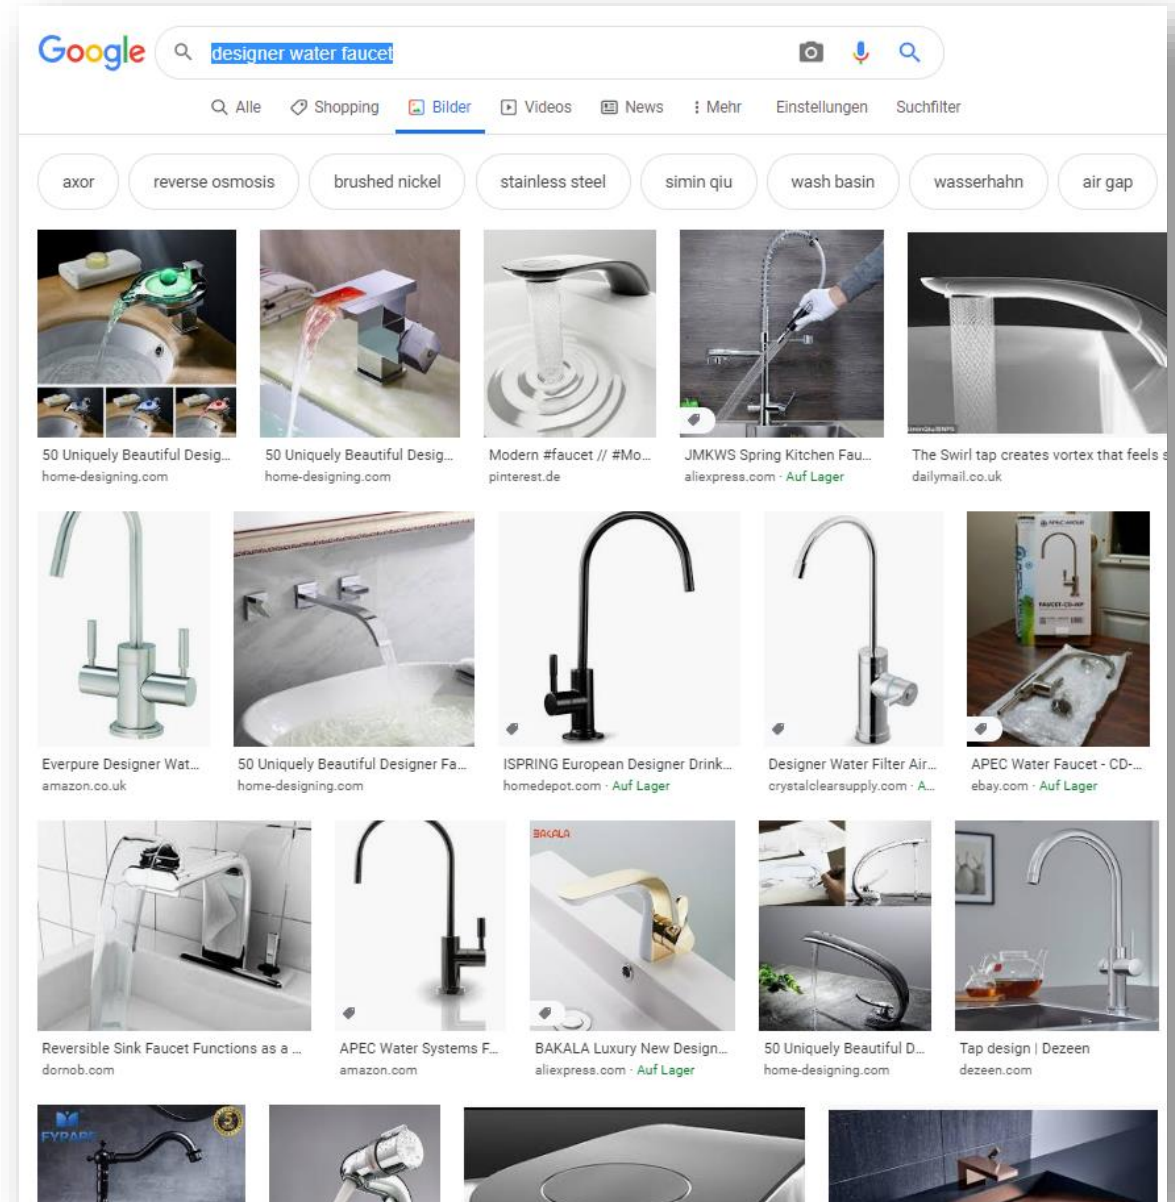 Google
designer water faucet
Alle Shopping Bilder Videos News Mehr Einstellungen Suchfilter
axor reverse osmosis brushed nickel stainless steel simin qiu wash basin wasserhahn air gap
50 Uniquely Beautiful Desig... 50 Uniquely Beautiful Desig... Modern #faucet // #Mo... JMKWS Spring Kitchen Fau... The Swirl tap creates vortex that feels s
home-designing.com home-designing.com pinterest.de aliexpress.com · Auf Lager dailymail.co.uk
FAUCET-CD-NP
Everpure Designer Wat... 50 Uniquely Beautiful Designer Fa... ISPRING European Designer Drink... Designer Water Filter Air... APEC Water Faucet - CD-...
amazon.co.uk home-designing.com homedepot.com · Auf Lager crystalclearsupply.com · A... ebay.com · Auf Lager
BAKALA
Reversible Sink Faucet Functions as a ... APEC Water Systems F... BAKALA Luxury New Design... 50 Uniquely Beautiful D... Tap design | Dezeen
dornob.com amazon.com aliexpress.com · Auf Lager home-designing.com dezeen.com
5